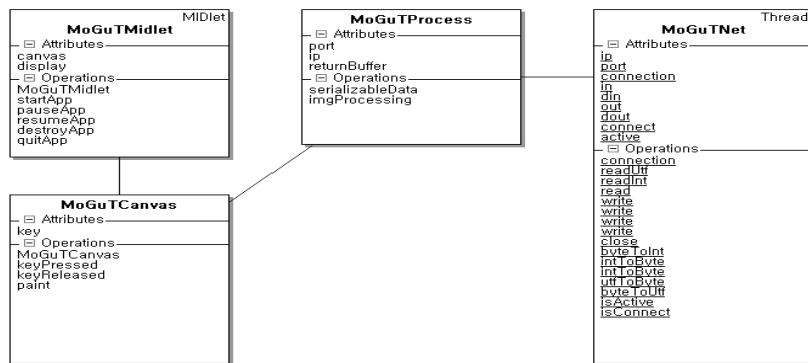 MIDlet
MoGuTMidlet
Attributes
canvas
display
Operations
MoGuTMidlet
startApp
pauseApp
resumeApp
destroyApp
quitApp
MoGuTProcess
Attributes
port
ip
returnBuffer
Operations
serializableData
imgProcessing
Thread
MoGuTNet
Attributes
ip
port
connection
in
din
out
dout
connect
active
Operations
connection
readUtf
readInt
read
write
write
write
close
byteToInt
intToByte
intToByte
utfToByte
byteToUtf
isActive
isConnect
MoGuTCanvas
Attributes
key
Operations
MoGuTCanvas
keyPressed
keyReleased
paint